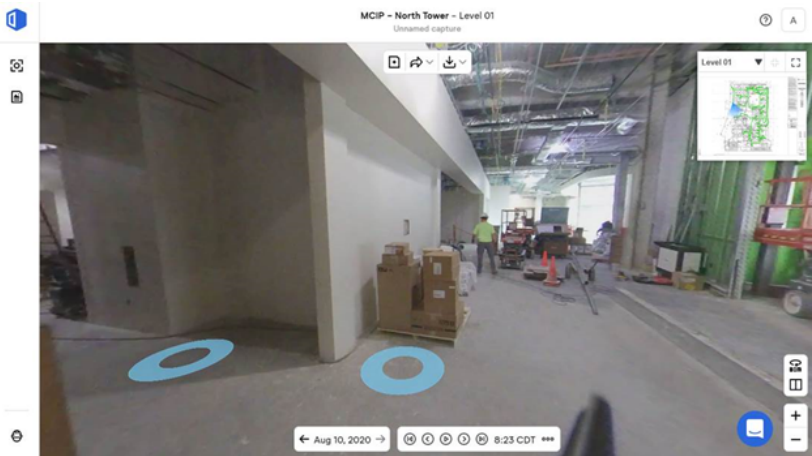 MCIP – North Tower – Level 01
Unnamed capture
A
Level 01
Aug 10, 2020
8:23 CDT